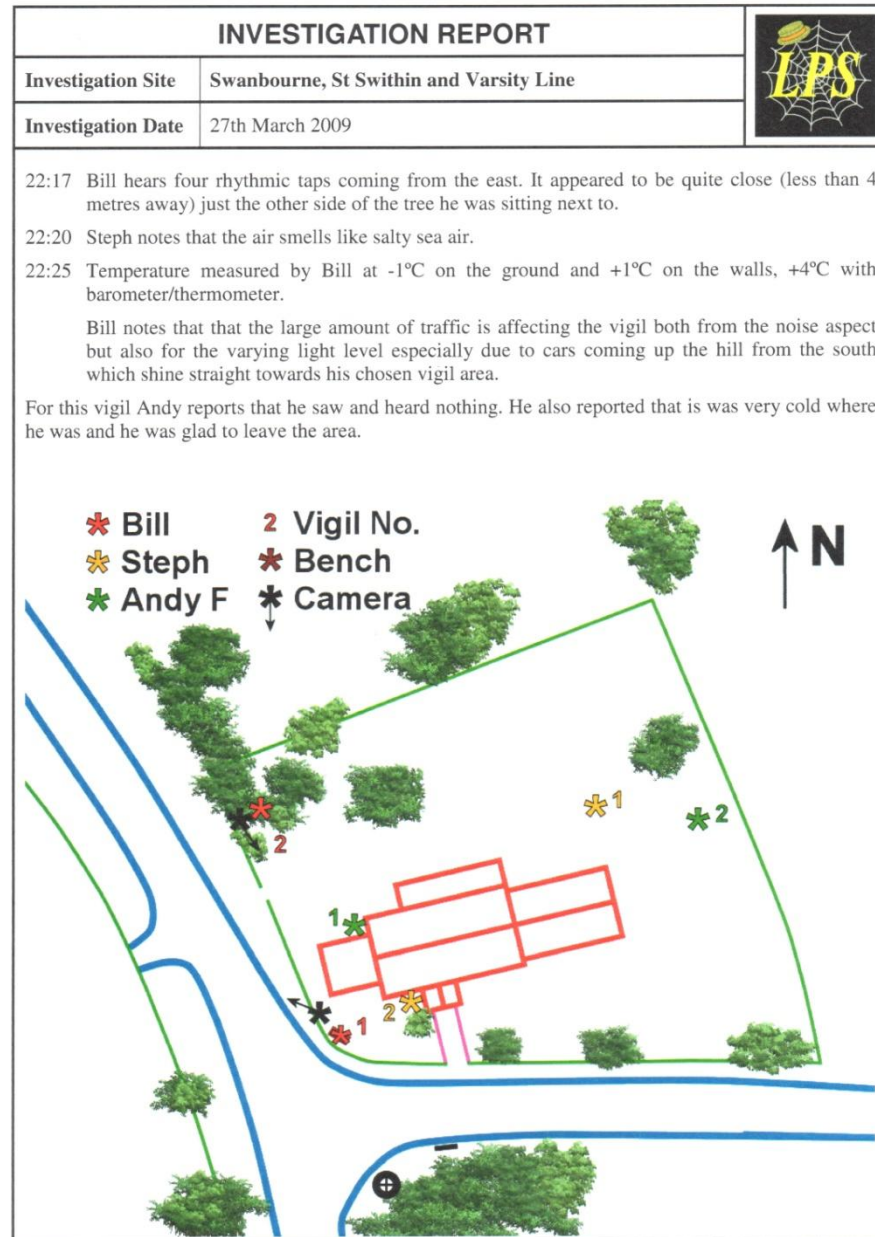 INVESTIGATION REPORT
LPS
Investigation Site Swanbourne, St Swithin and Varsity Line
Investigation Date 27th March 2009
22:17 Bill hears four rhythmic taps coming from the east. It appeared to be quite close (less than 4
metres away) just the other side of the tree he was sitting next to.
22:20 Steph notes that the air smells like salty sea air.
22:25 Temperature measured by Bill at -1ºC on the ground and +1ºC on the walls, +4ºC with
barometer/thermometer.
Bill notes that that the large amount of traffic is affecting the vigil both from the noise aspect
but also for the varying light level especially due to cars coming up the hill from the south
which shine straight towards his chosen vigil area.
For this vigil Andy reports that he saw and heard nothing. He also reported that is was very cold where
he was and he was glad to leave the area.
Bill 2 Vigil No.
Steph Bench
Andy F Camera
N
1
2
2
1
2
1